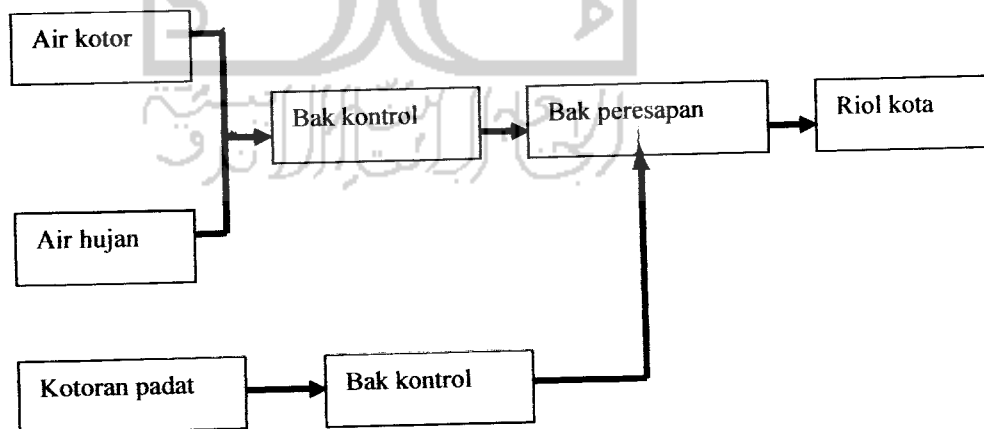 Air kotor
Bak kontrol
Bak peresapan
Riol kota
Air hujan
Kotoran padat
Bak kontrol